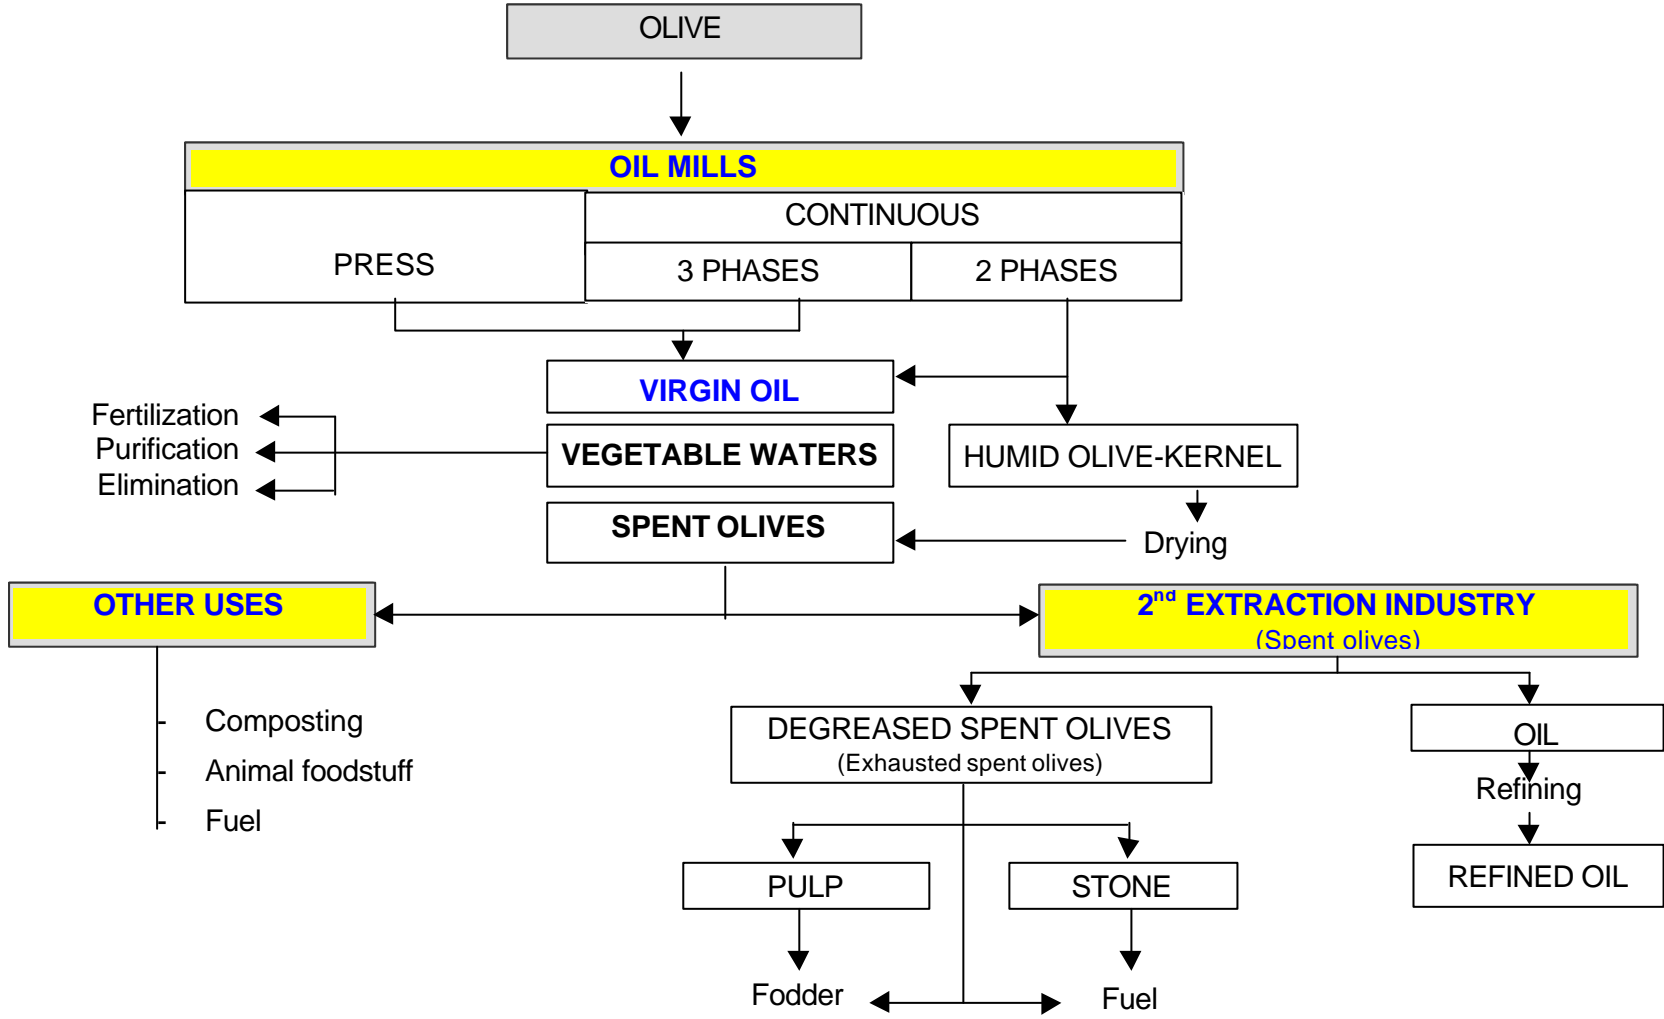 OLIVE
OIL MILLS
CONTINUOUS
PRESS
3 PHASES
2 PHASES
VIRGIN OIL
Fertilization
Purification
Elimination
VEGETABLE WATERS
HUMID OLIVE-KERNEL
SPENT OLIVES
Drying
OTHER USES
2nd EXTRACTION INDUSTRY
(Spent olives)
- Composting
- Animal foodstuff
- Fuel
DEGREASED SPENT OLIVES
(Exhausted spent olives)
OIL
Refining
PULP
STONE
REFINED OIL
Fodder
Fuel